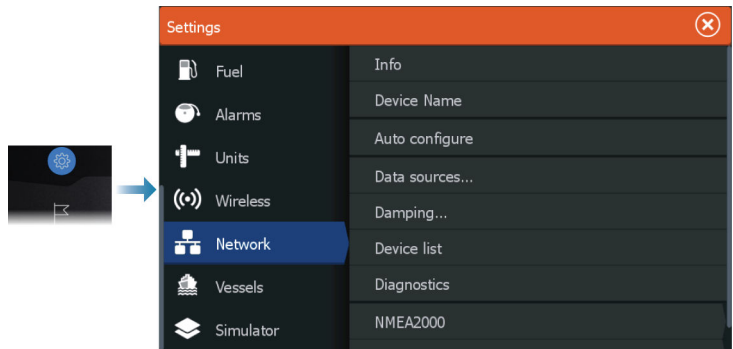 Settings
Fuel
Alarms
Units
Wireless
Network
Vessels
Simulator
Info
Device Name
Auto configure
Data sources...
Damping...
Device list
Diagnostics
NMEA2000